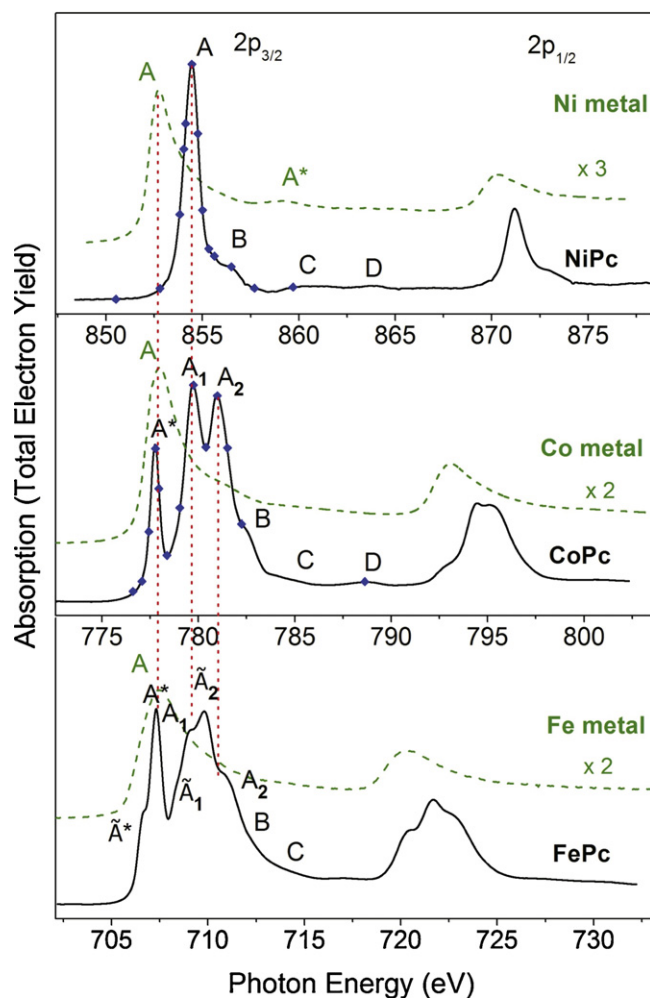 Absorption (Total Electron Yield)
A A 2p3/2 2p1/2
Ni metal
A* x 3
B C D NiPc
850 855 860 865 870 875
A A1 A2
A* Co metal
x 2
B C D CoPc
775 780 785 790 795 800
A Ã2
A* A1 Fe metal
x 2
Ã* Ã1 A2
B C FePc
705 710 715 720 725 730
Photon Energy (eV)